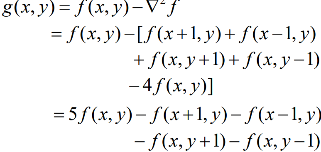 g(x, y) = f(x, y) − ∇²f
= f(x, y) − [f(x+1, y) + f(x−1, y)
+ f(x, y+1) + f(x, y−1)
− 4f(x, y)]
= 5f(x, y) − f(x+1, y) − f(x−1, y)
− f(x, y+1) − f(x, y−1)